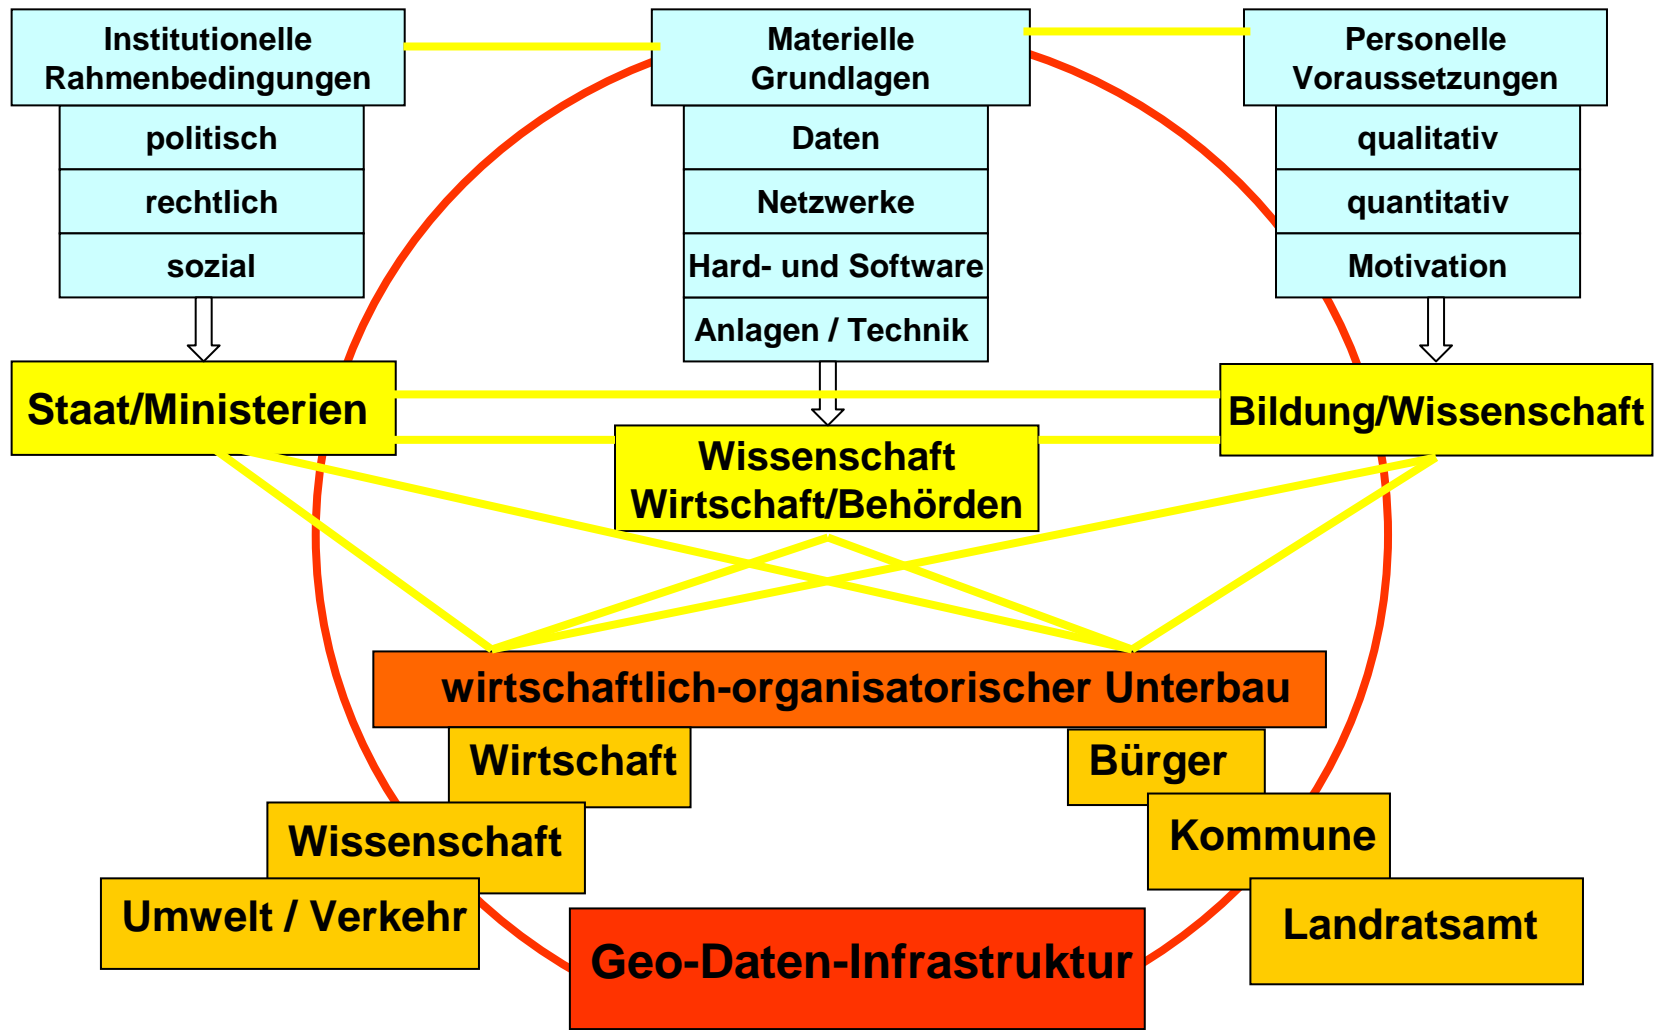 Institutionelle
Rahmenbedingungen
politisch
rechtlich
sozial
Materielle
Grundlagen
Daten
Netzwerke
Hard- und Software
Anlagen / Technik
Personelle
Voraussetzungen
qualitativ
quantitativ
Motivation
Staat/Ministerien
Wissenschaft
Wirtschaft/Behörden
Bildung/Wissenschaft
wirtschaftlich-organisatorischer Unterbau
Wirtschaft
Wissenschaft
Umwelt / Verkehr
Bürger
Kommune
Landratsamt
Geo-Daten-Infrastruktur